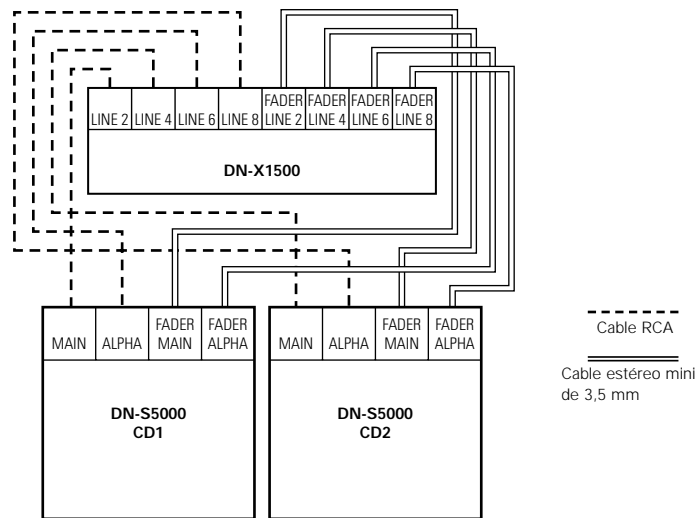 FADER FADER FADER FADER
LINE 2 LINE 4 LINE 6 LINE 8 LINE 2 LINE 4 LINE 6 LINE 8
DN-X1500
MAIN ALPHA FADER MAIN FADER ALPHA
DN-S5000
CD1
MAIN ALPHA FADER MAIN FADER ALPHA
DN-S5000
CD2
Cable RCA
Cable estéreo mini
de 3,5 mm